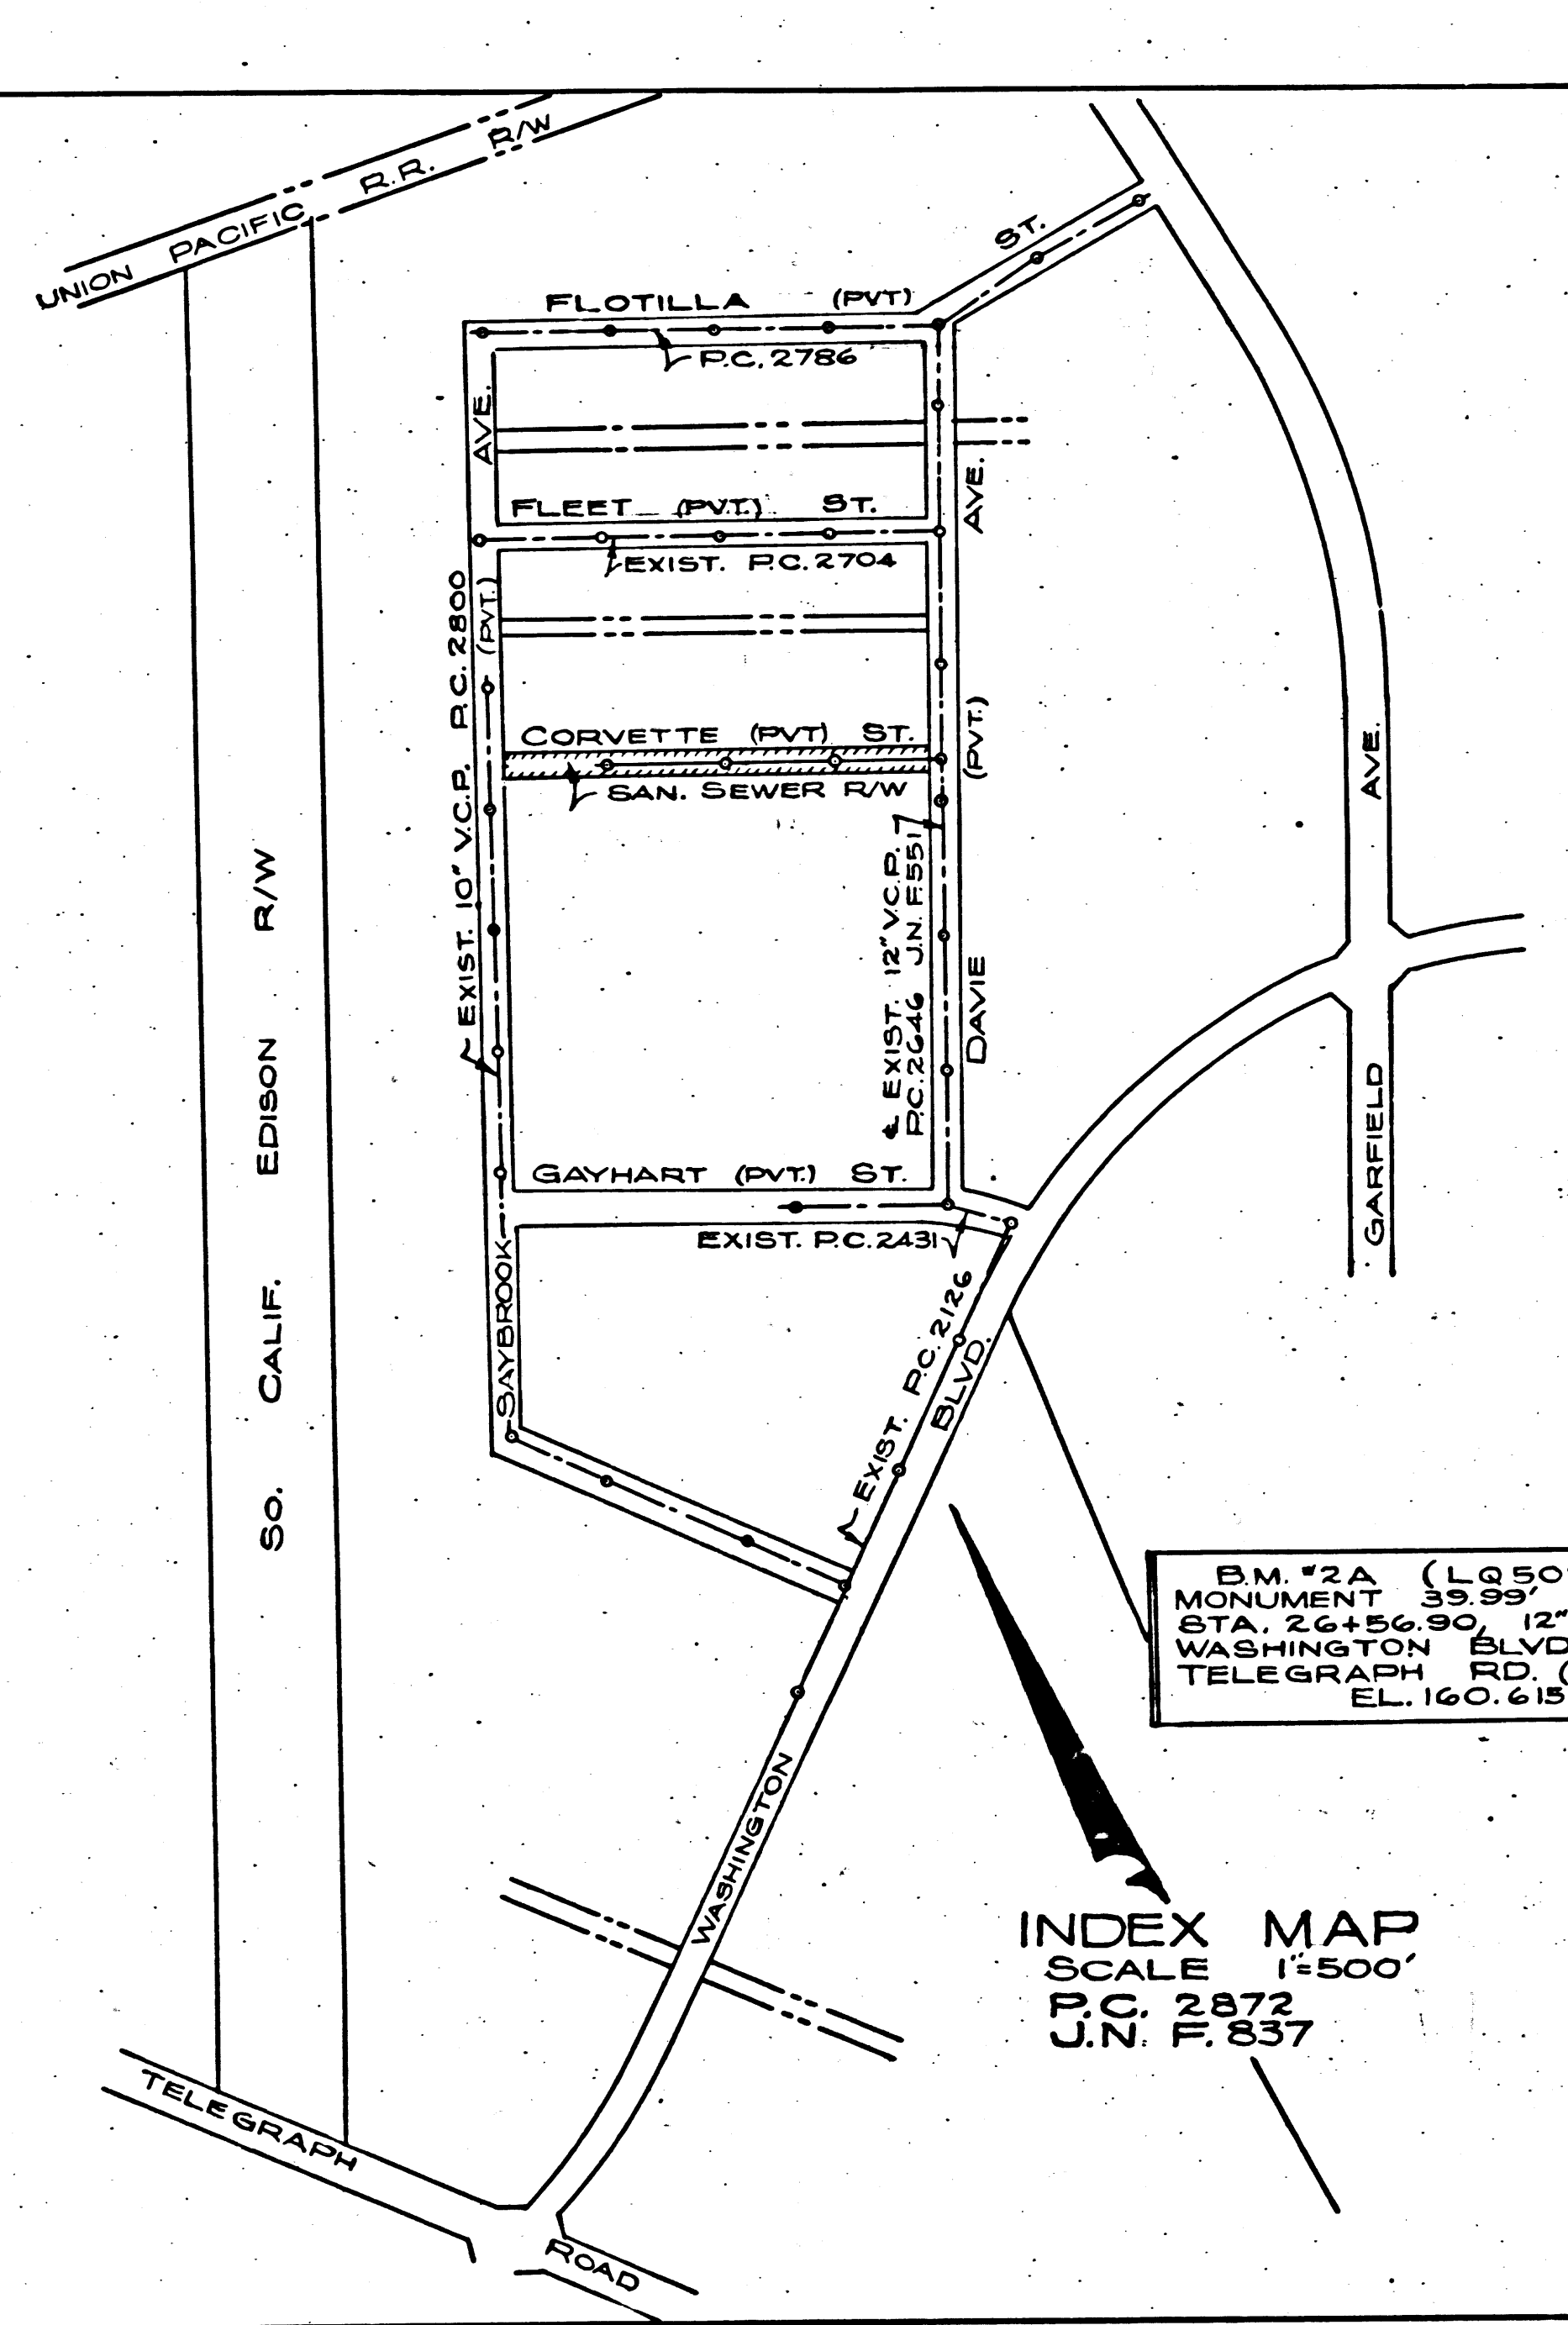 UNION PACIFIC R.R. R/W
FLOTILLA (PVT) ST.
P.C. 2786
AVE.
FLEET (PVT.) ST.
EXIST. P.C. 2704
AVE.
EXIST. 10" V.C.P. P.C. 2800
(PVT.)
CORVETTE (PVT) ST.
SAN. SEWER R/W
(PVT.)
EXIST. 12" V.C.P.
P.C. 2646 J.N. F.551
DAVIE
AVE.
GARFIELD
SO. CALIF. EDISON R/W
GAYHART (PVT.) ST.
EXIST. P.C. 2431
SAYBROOK
EXIST. P.C. 2126
BLVD.
WASHINGTON
B.M. #2A (LQ 50
MONUMENT 39.99'
STA. 26+56.90, 12"
WASHINGTON BLVD
TELEGRAPH RD. (
EL. 160.615
INDEX MAP
SCALE 1"=500'
P.C. 2872
J.N. F. 837
TELEGRAPH
ROAD